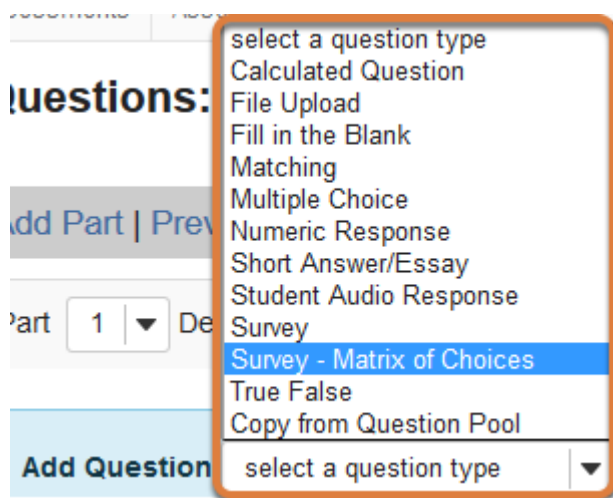 select a question type
Calculated Question
uestions:
File Upload
Fill in the Blank
Matching
Multiple Choice
Add Part | Prev
Numeric Response
Short Answer/Essay
Student Audio Response
Part 1 De
Survey
Survey - Matrix of Choices
True False
Copy from Question Pool
Add Question select a question type